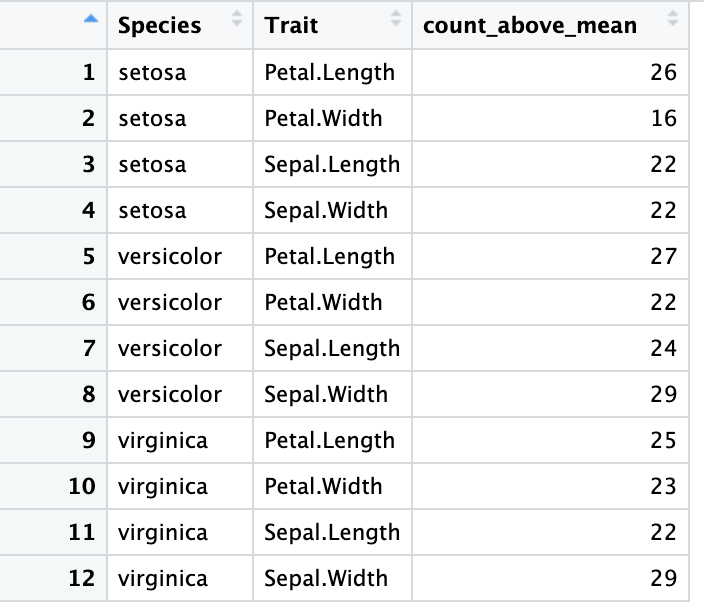 Species Trait count_above_mean
1 setosa Petal.Length 26
2 setosa Petal.Width 16
3 setosa Sepal.Length 22
4 setosa Sepal.Width 22
5 versicolor Petal.Length 27
6 versicolor Petal.Width 22
7 versicolor Sepal.Length 24
8 versicolor Sepal.Width 29
9 virginica Petal.Length 25
10 virginica Petal.Width 23
11 virginica Sepal.Length 22
12 virginica Sepal.Width 29